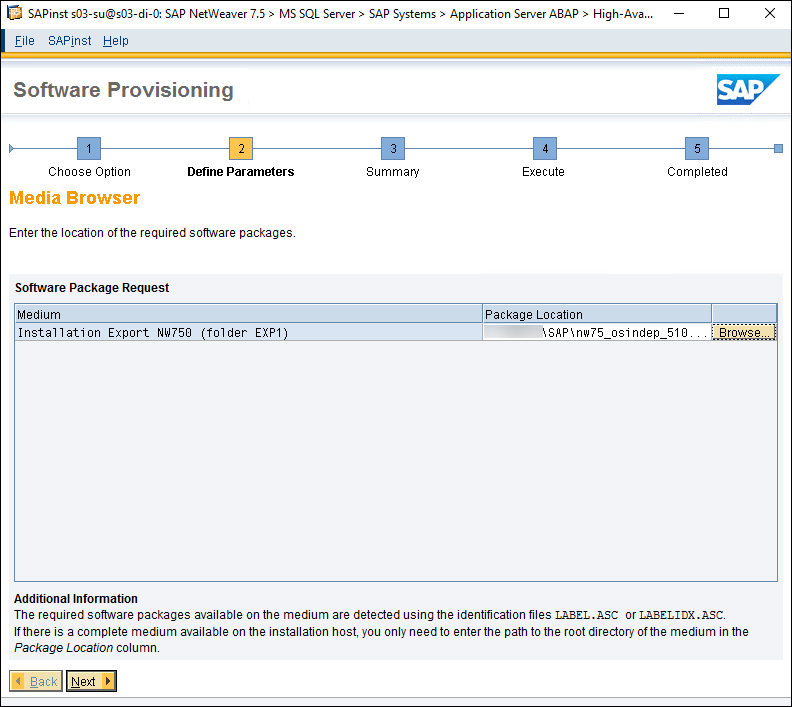 SAPinst s03-su@s03-di-0: SAP NetWeaver 7.5 > MS SQL Server > SAP Systems > Application Server ABAP > High-Ava...
File SAPinst Help
Software Provisioning
SAP
1 2 3 4 5
Choose Option Define Parameters Summary Execute Completed
Media Browser
Enter the location of the required software packages.
Software Package Request
Medium Package Location
Installation Export NW750 (folder EXP1) \SAP\nw75_osindep_510... Browse...
Additional Information
The required software packages available on the medium are detected using the identification files LABEL.ASC or LABELIDX.ASC.
If there is a complete medium available on the installation host, you only need to enter the path to the root directory of the medium in the
Package Location column.
Back Next